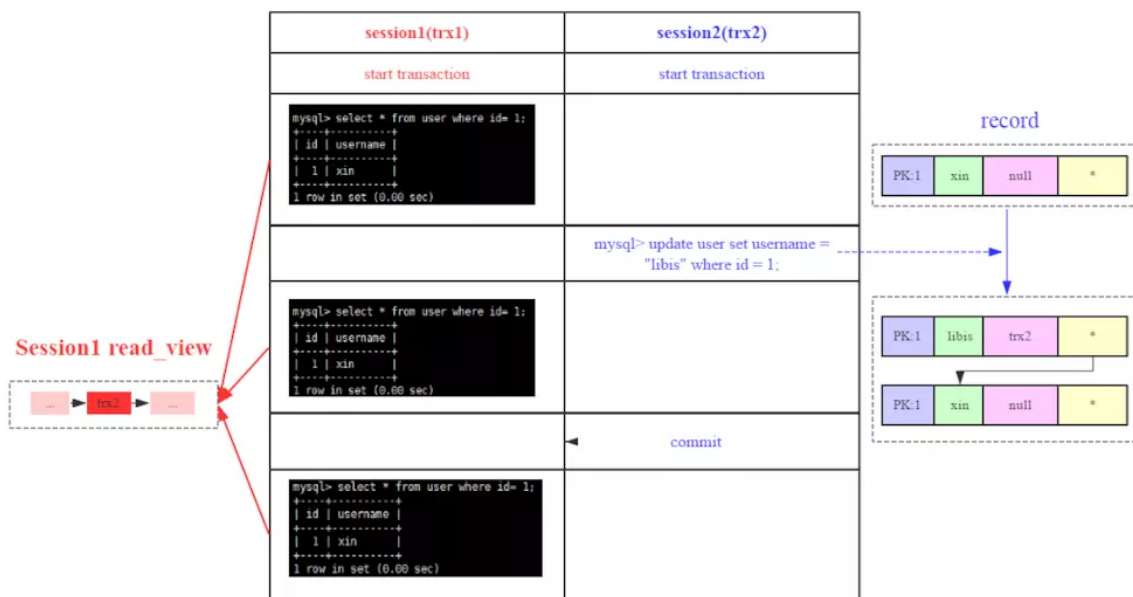 session1(trx1)
session2(trx2)
start transaction
start transaction
mysql> select * from user where id= 1;
+----+----------+
| id | username |
+----+----------+
| 1 | xin |
+----+----------+
1 row in set (0.00 sec)
record
PK:1 xin null *
mysql> update user set username =
"libis" where id = 1;
mysql> select * from user where id= 1;
+----+----------+
| id | username |
+----+----------+
| 1 | xin |
+----+----------+
1 row in set (0.00 sec)
PK:1 libis trx2 *
PK:1 xin null *
Session1 read_view
... trx2 ...
commit
mysql> select * from user where id= 1;
+----+----------+
| id | username |
+----+----------+
| 1 | xin |
+----+----------+
1 row in set (0.00 sec)